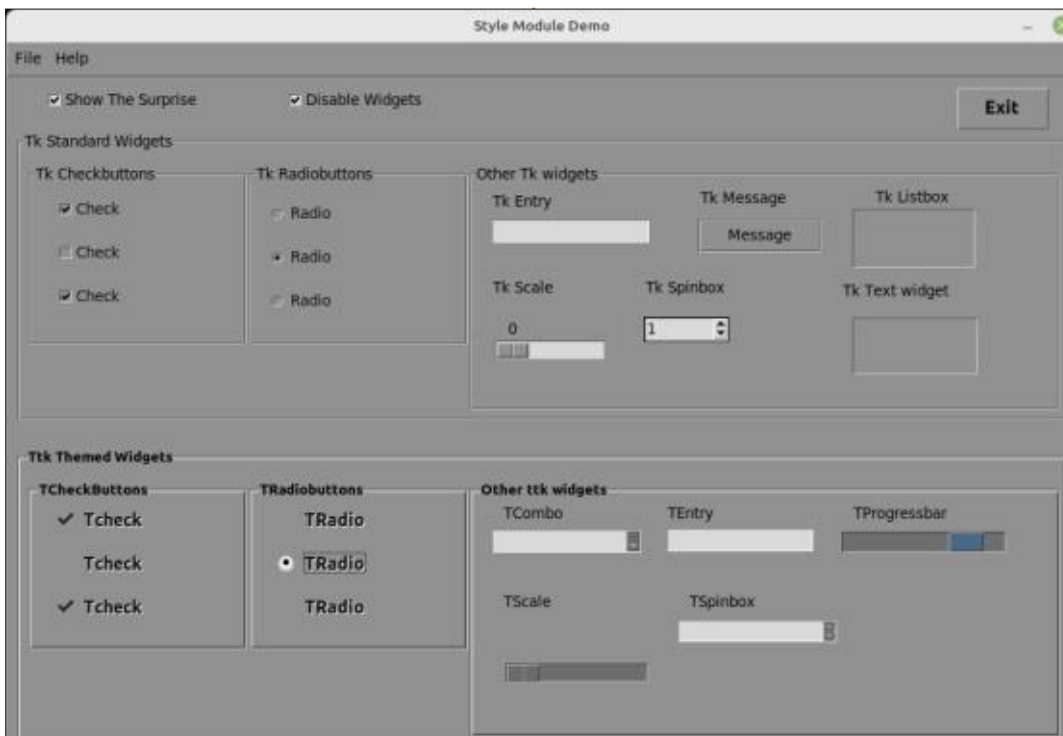 Style Module Demo
File Help
Show The Surprise
Disable Widgets
Exit
Tk Standard Widgets
Tk Checkbuttons
Check
Check
Check
Tk Radiobuttons
Radio
Radio
Radio
Other Tk widgets
Tk Entry
Tk Message
Message
Tk Listbox
Tk Scale
0
Tk Spinbox
1
Tk Text widget
Ttk Themed Widgets
TCheckButtons
Tcheck
Tcheck
Tcheck
TRadiobuttons
TRadio
TRadio
TRadio
Other ttk widgets
TCombo
TEntry
TProgressbar
TScale
TSpinbox